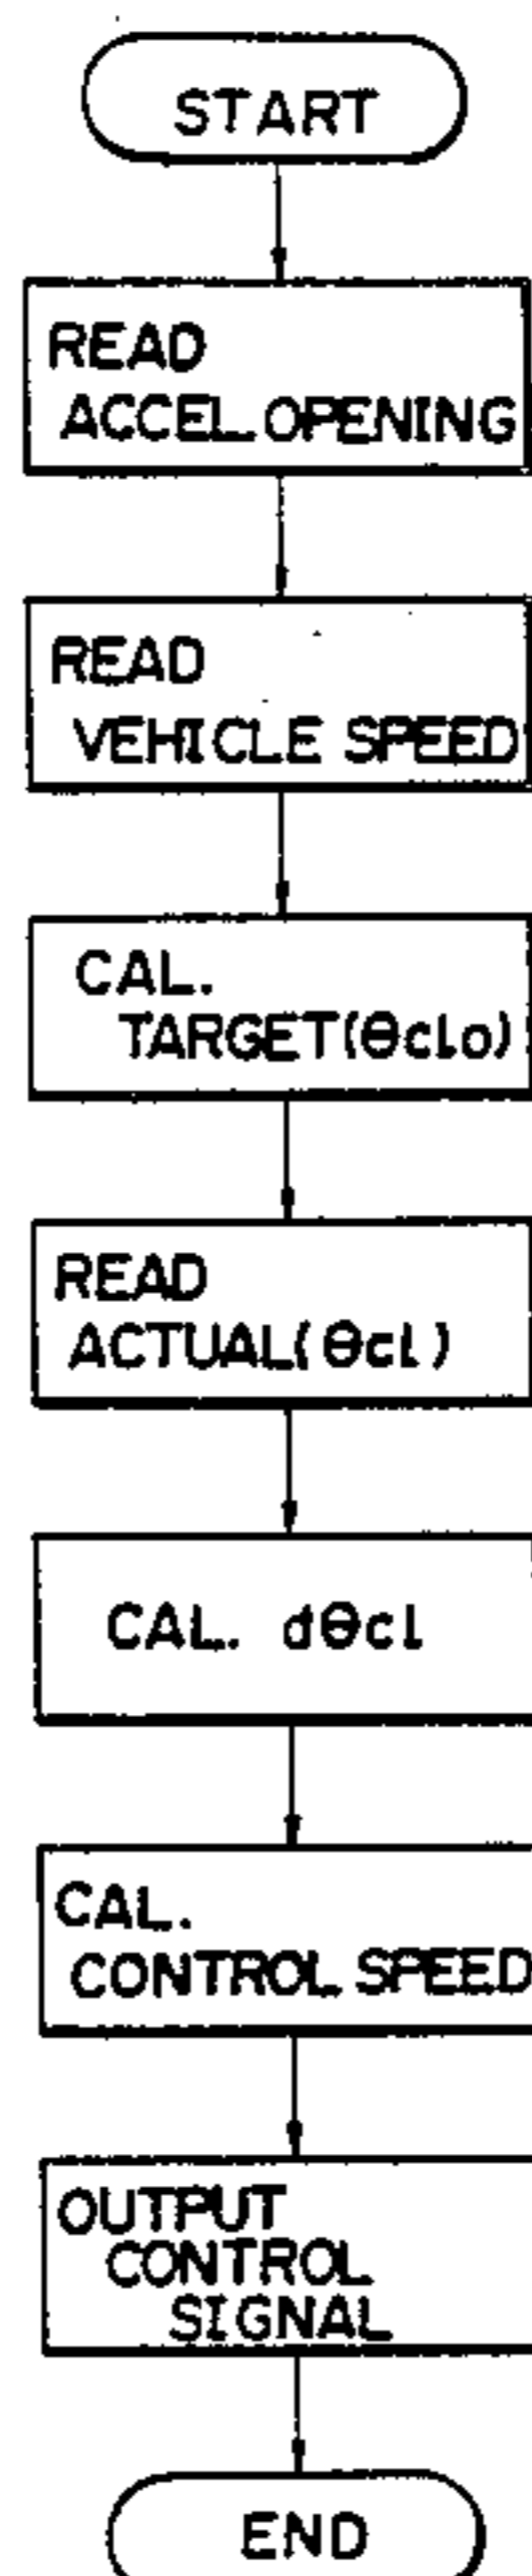 START
READ
ACCEL. OPENING
READ
VEHICLE SPEED
CAL.
TARGET(θclo)
READ
ACTUAL(θcl)
CAL. dθcl
CAL.
CONTROL SPEED
OUTPUT
CONTROL
SIGNAL
END